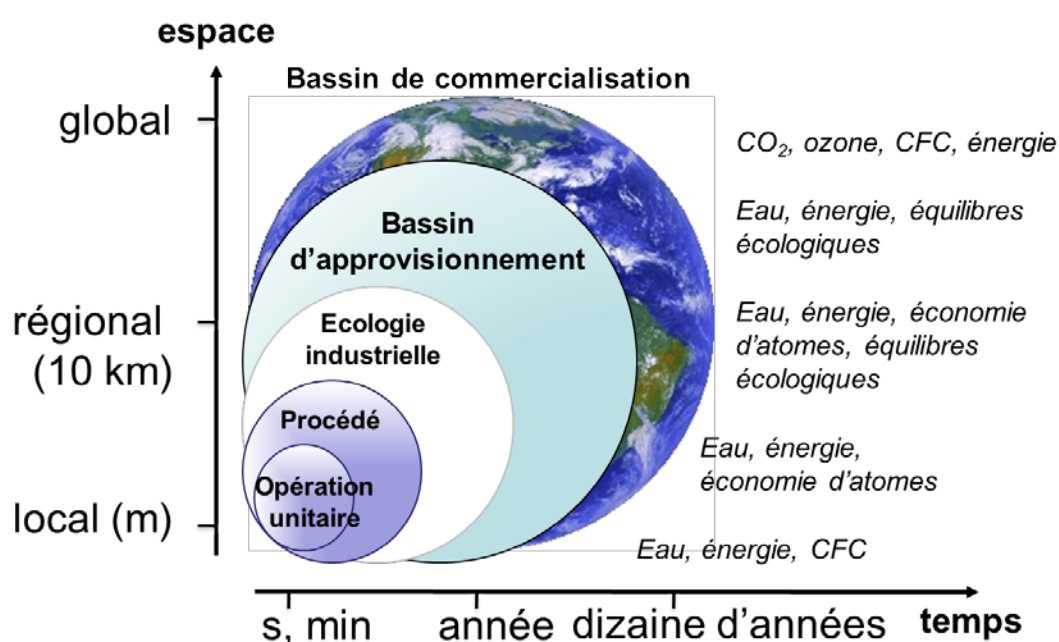 espace
Bassin de commercialisation
global
CO₂, ozone, CFC, énergie
Bassin
d'approvisionnement
Eau, énergie, équilibres
écologiques
régional
(10 km)
Ecologie
industrielle
Eau, énergie, économie
d'atomes, équilibres
écologiques
Procédé
Eau, énergie,
économie d'atomes
Opération
unitaire
local (m)
Eau, énergie, CFC
s, min
année
dizaine d'années
temps